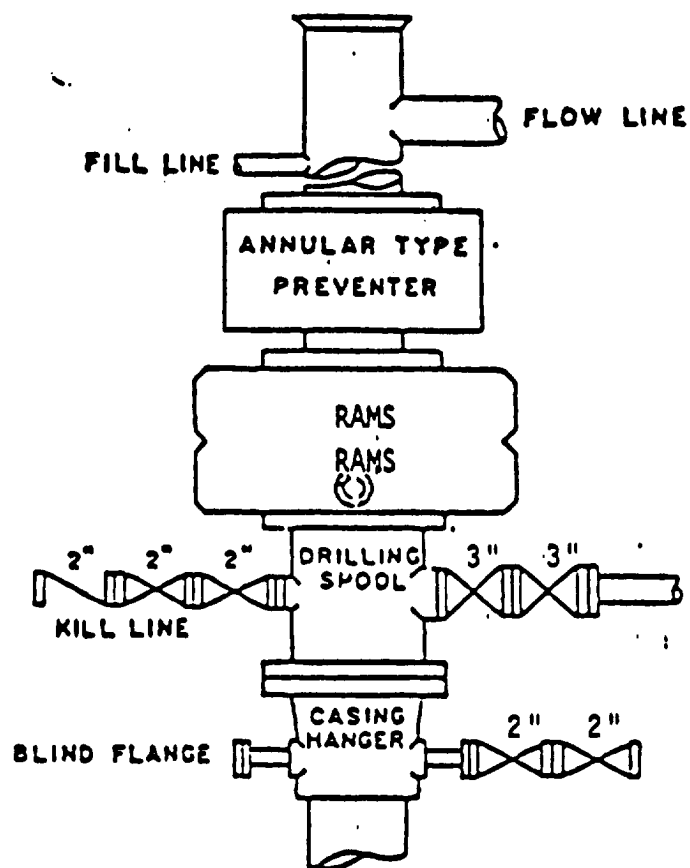 FLOW LINE
FILL LINE
ANNULAR TYPE
PREVENTER
RAMS
RAMS
2" 2" 2"
DRILLING
SPOOL
3" 3"
KILL LINE
CASING
HANGER
2" 2"
BLIND FLANGE